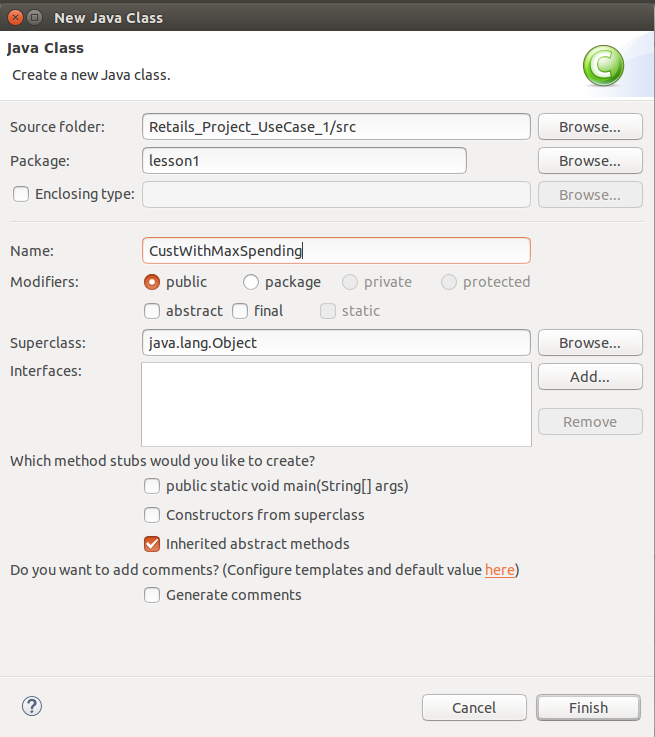 New Java Class
Java Class
Create a new Java class.
C
Source folder: Retails_Project_UseCase_1/src Browse...
Package: lesson1 Browse...
Enclosing type: Browse...
Name: CustWithMaxSpending
Modifiers: public package private protected
abstract final static
Superclass: java.lang.Object Browse...
Interfaces: Add...
Remove
Which method stubs would you like to create?
public static void main(String[] args)
Constructors from superclass
Inherited abstract methods
Do you want to add comments? (Configure templates and default value here)
Generate comments
? Cancel Finish